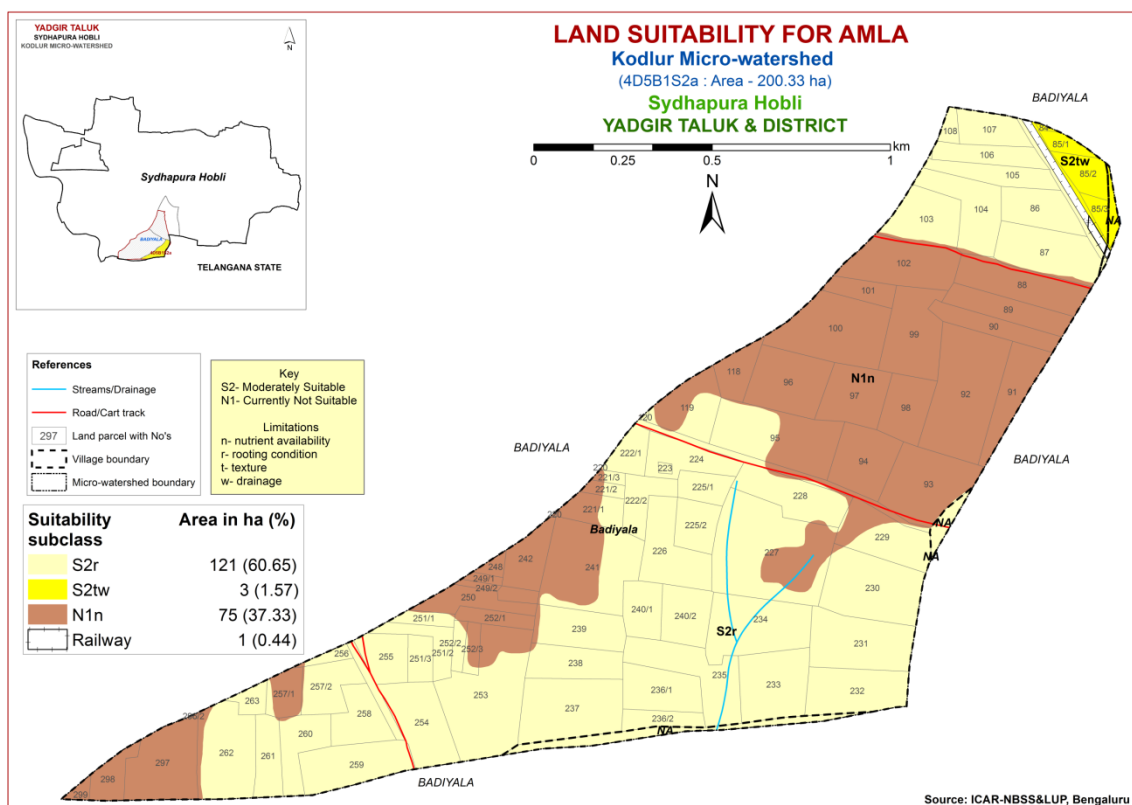 YADGIR TALUK
SYDHAPURA HOBLI
KODLUR MICRO-WATERSHED
N
Sydhapura Hobli
BADIYALA
4D5B1S2a
TELANGANA STATE
LAND SUITABILITY FOR AMLA
Kodlur Micro-watershed
(4D5B1S2a : Area - 200.33 ha)
Sydhapura Hobli
YADGIR TALUK & DISTRICT
km
0 0.25 0.5 1
N
BADIYALA
108 107 84
85/1
S2tw
106 85/2
105
86 85/3
104
103 NA
87
102
88
101
89
90
100 99
118
96 N1n 91
97 92
119 98
120
95
BADIYALA
222/1 224 94
BADIYALA
220 223
221/3 93
221/2 225/1
228
222/2
221/1
NA
225/2
Badiyala
229
226 227 NA
242
241
248
249/1
249/2
230
250
251/1 252/1 240/1
240/2 234
239 S2r
252/2 231
256 255 251/3 251/2 252/3
238
235
257/2 253 236/1 233 232
257/1
263
258 237
254 236/2
260 NA
262 261
297
259
298
299
BADIYALA
References
Streams/Drainage
Road/Cart track
297 Land parcel with No's
Village boundary
Micro-watershed boundary
Key
S2- Moderately Suitable
N1- Currently Not Suitable
Limitations
n- nutrient availability
r- rooting condition
t- texture
w- drainage
Suitability subclass Area in ha (%)
S2r 121 (60.65)
S2tw 3 (1.57)
N1n 75 (37.33)
Railway 1 (0.44)
Source: ICAR-NBSS&LUP, Bengaluru